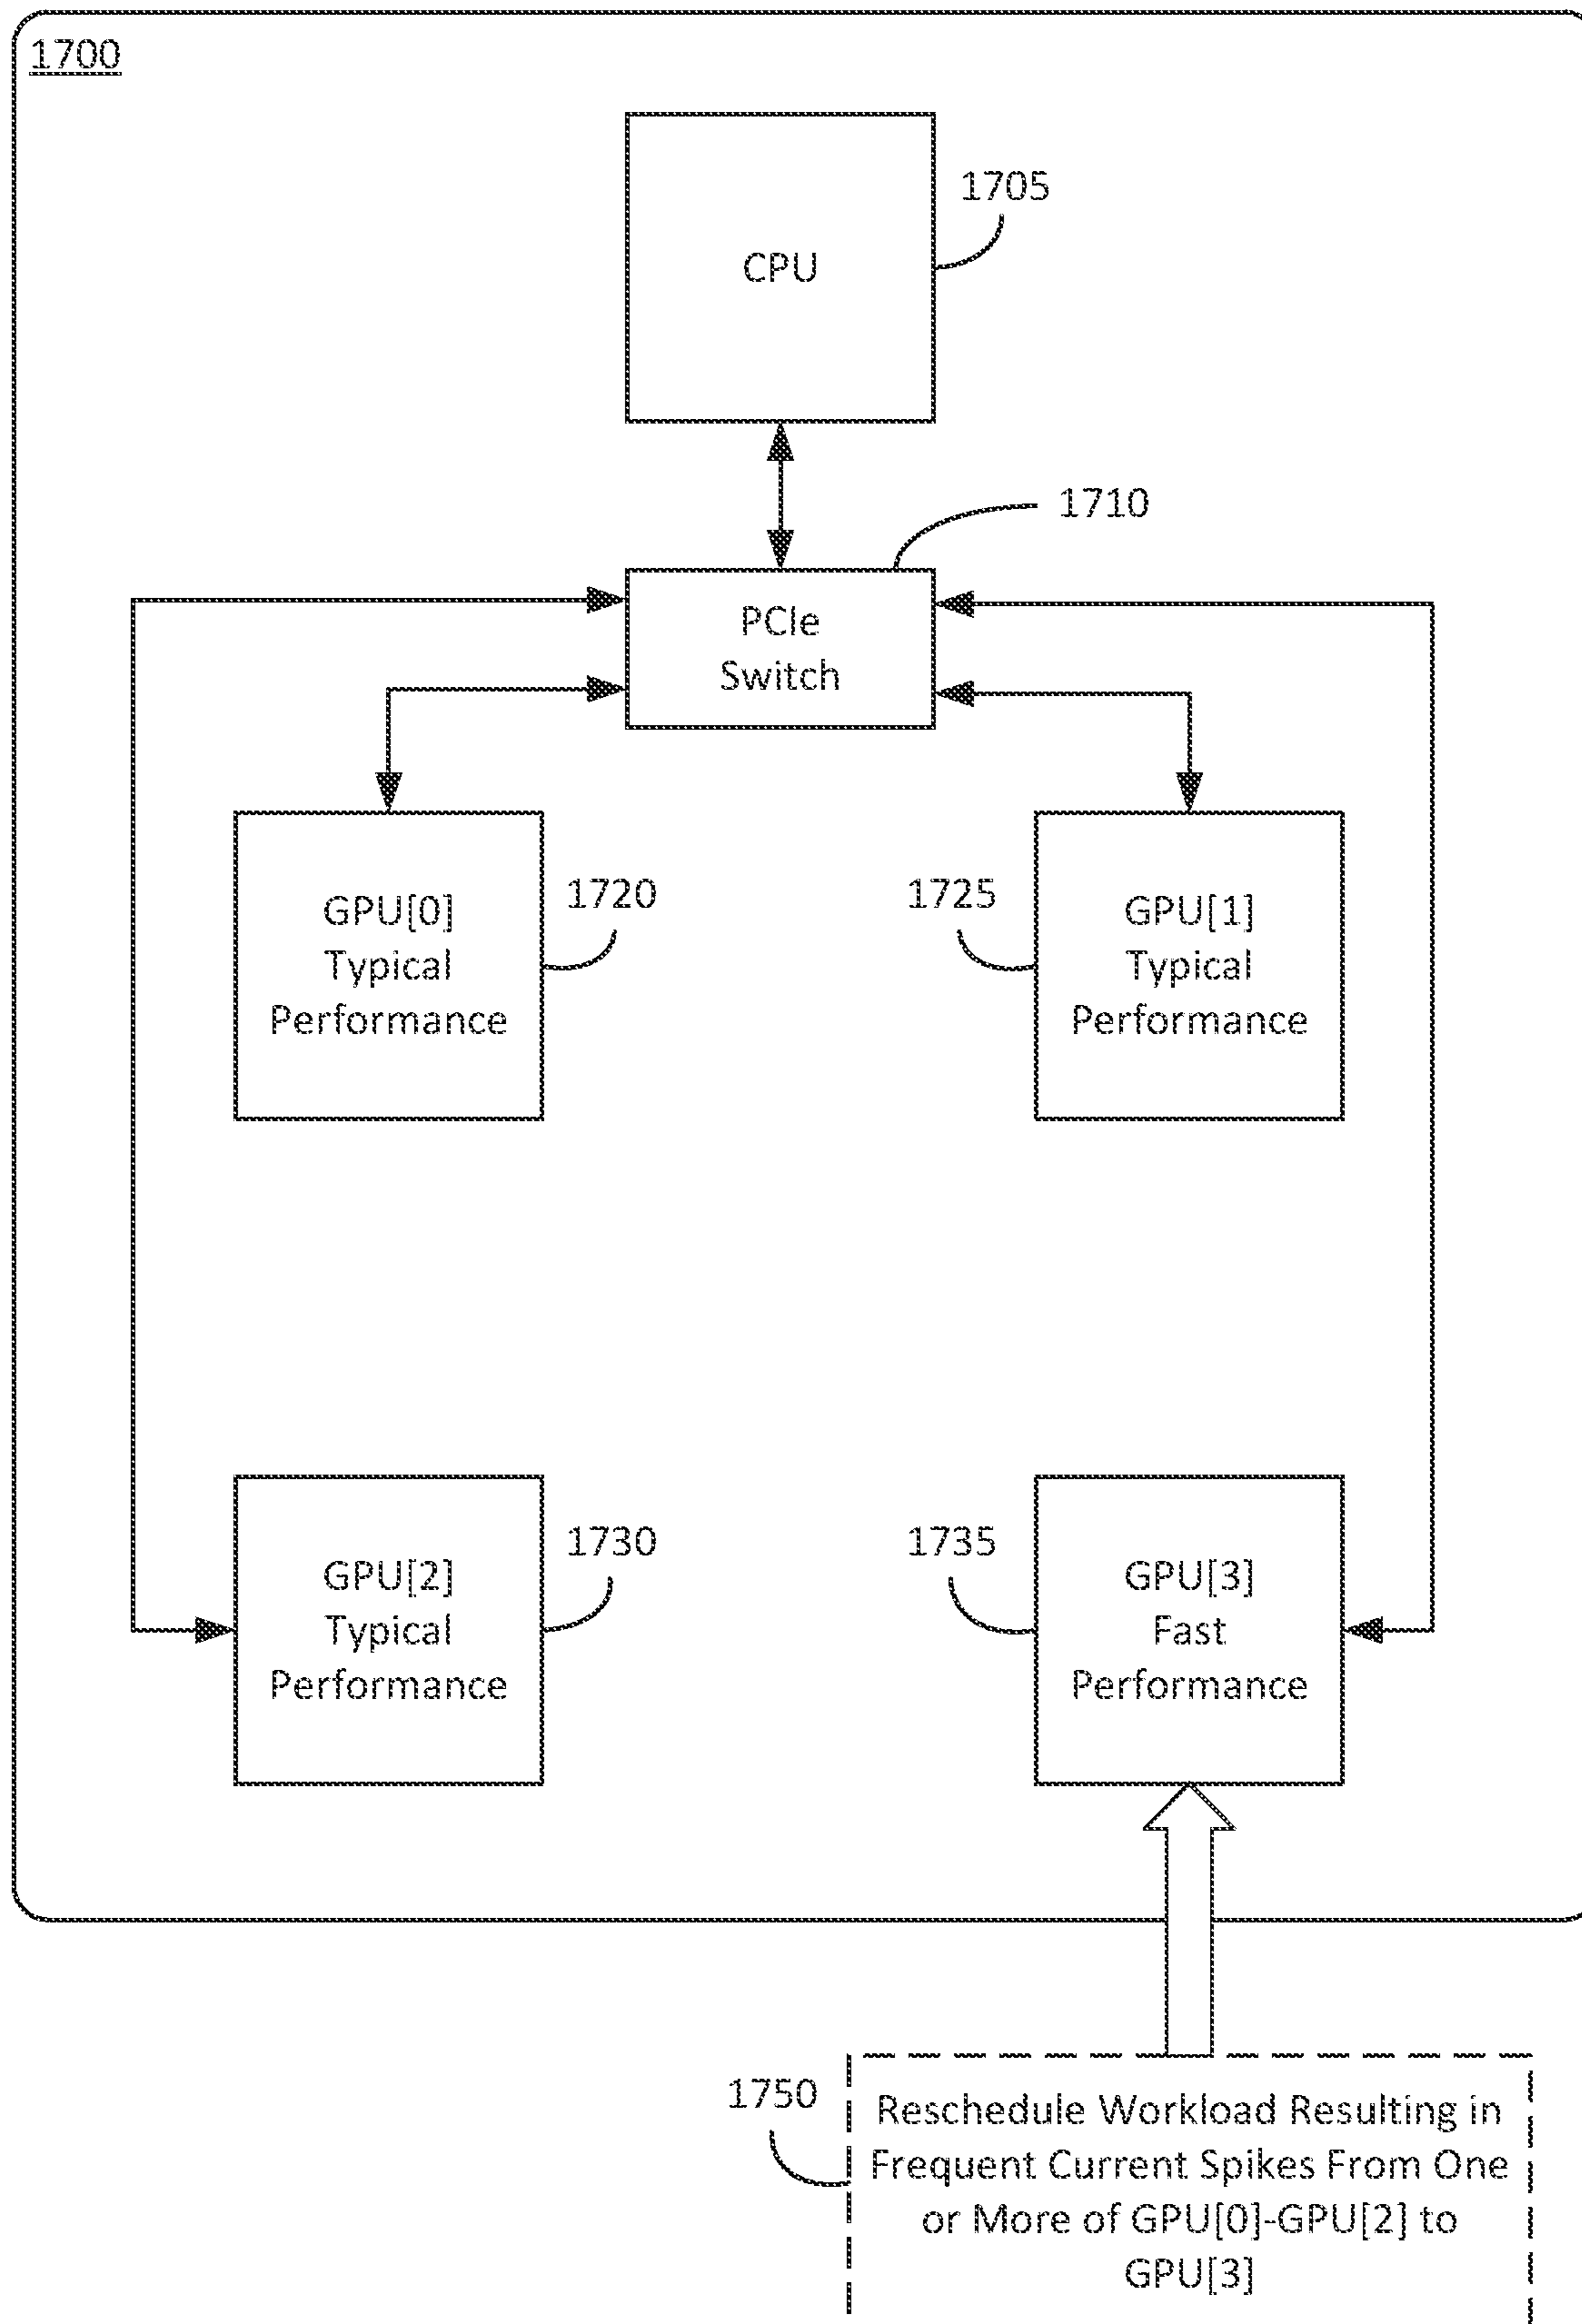 1700
CPU
1705
1710
PCIe
Switch
GPU[0]
Typical
Performance
1720
1725
GPU[1]
Typical
Performance
GPU[2]
Typical
Performance
1730
1735
GPU[3]
Fast
Performance
1750
Reschedule Workload Resulting in
Frequent Current Spikes From One
or More of GPU[0]-GPU[2] to
GPU[3]